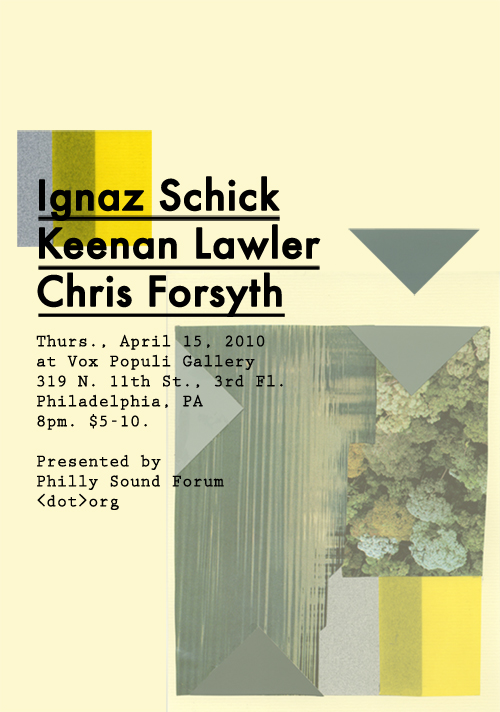 Ignaz Schick
Keenan Lawler
Chris Forsyth
Thurs., April 15, 2010
at Vox Populi Gallery
319 N. 11th St., 3rd Fl.
Philadelphia, PA
8pm. $5-10.
Presented by
Philly Sound Forum
<dot>org